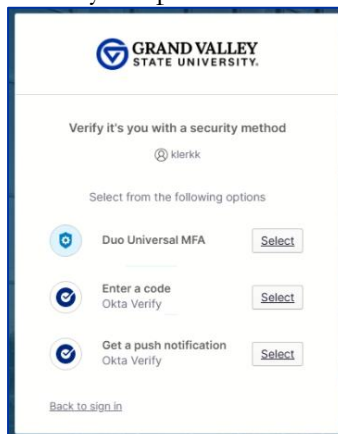 GRAND VALLEY
STATE UNIVERSITY.
Verify it's you with a security method
klerkk
Select from the following options
Duo Universal MFA
Select
Enter a code
Okta Verify
Select
Get a push notification
Okta Verify
Select
Back to sign in